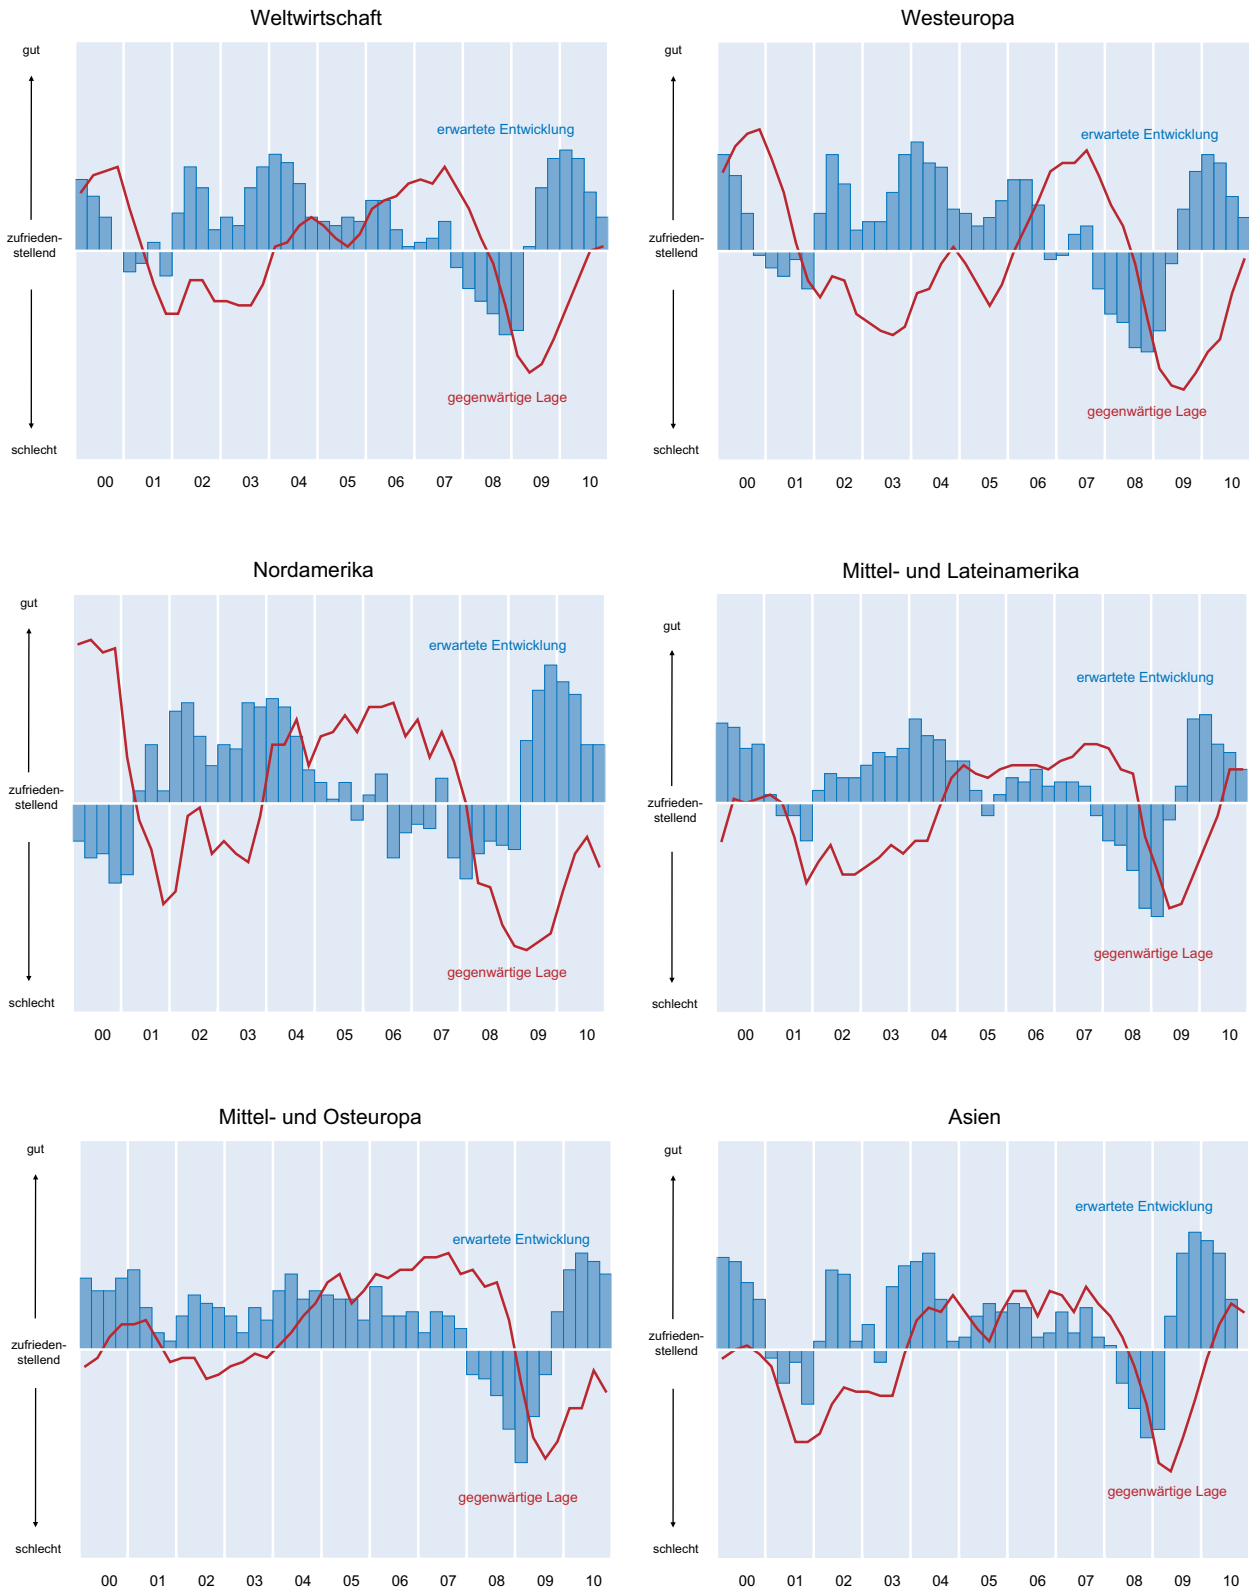 Weltwirtschaft
gut
erwartete Entwicklung
zufrieden-
stellend
gegenwärtige Lage
schlecht
00 01 02 03 04 05 06 07 08 09 10
Westeuropa
gut
erwartete Entwicklung
zufrieden-
stellend
gegenwärtige Lage
schlecht
00 01 02 03 04 05 06 07 08 09 10
Nordamerika
gut
erwartete Entwicklung
zufrieden-
stellend
gegenwärtige Lage
schlecht
00 01 02 03 04 05 06 07 08 09 10
Mittel- und Lateinamerika
gut
erwartete Entwicklung
zufrieden-
stellend
gegenwärtige Lage
schlecht
00 01 02 03 04 05 06 07 08 09 10
Mittel- und Osteuropa
gut
erwartete Entwicklung
zufrieden-
stellend
gegenwärtige Lage
schlecht
00 01 02 03 04 05 06 07 08 09 10
Asien
gut
erwartete Entwicklung
zufrieden-
stellend
gegenwärtige Lage
schlecht
00 01 02 03 04 05 06 07 08 09 10